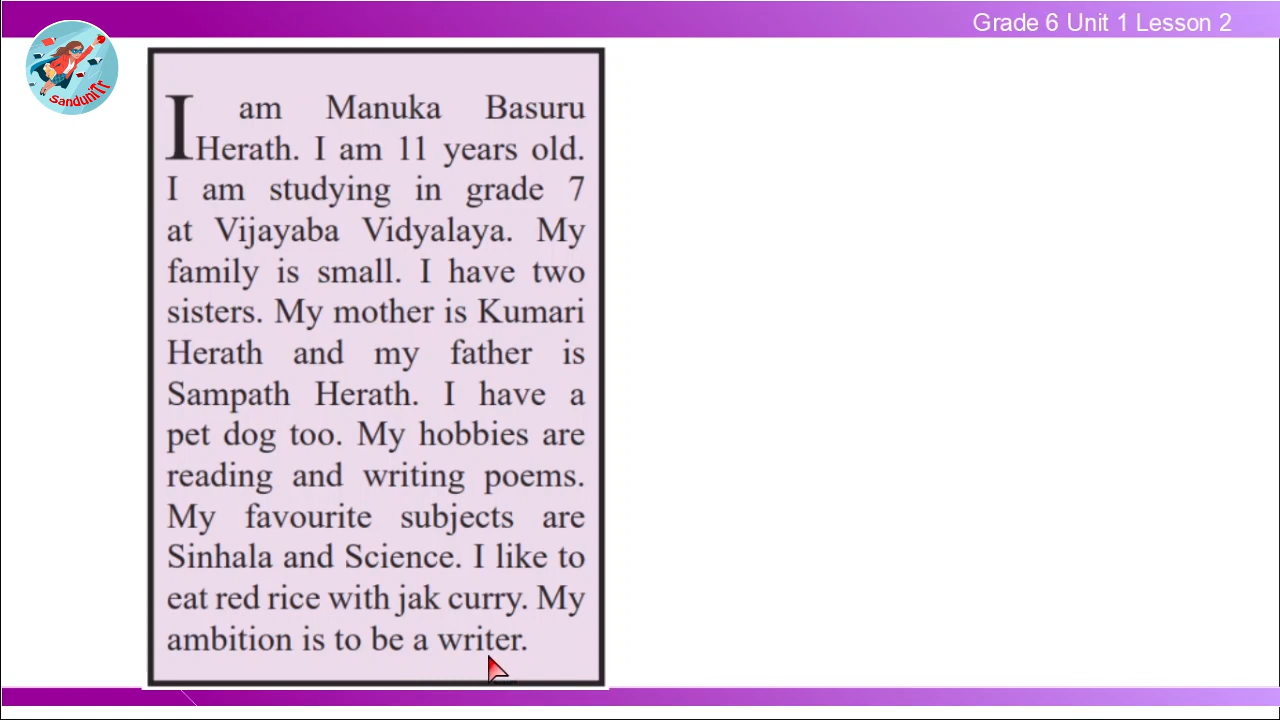 Grade 6 Unit 1 Lesson 2
SanduniTr
I am Manuka Basuru
Herath. I am 11 years old.
I am studying in grade 7
at Vijayaba Vidyalaya. My
family is small. I have two
sisters. My mother is Kumari
Herath and my father is
Sampath Herath. I have a
pet dog too. My hobbies are
reading and writing poems.
My favourite subjects are
Sinhala and Science. I like to
eat red rice with jak curry. My
ambition is to be a writer.